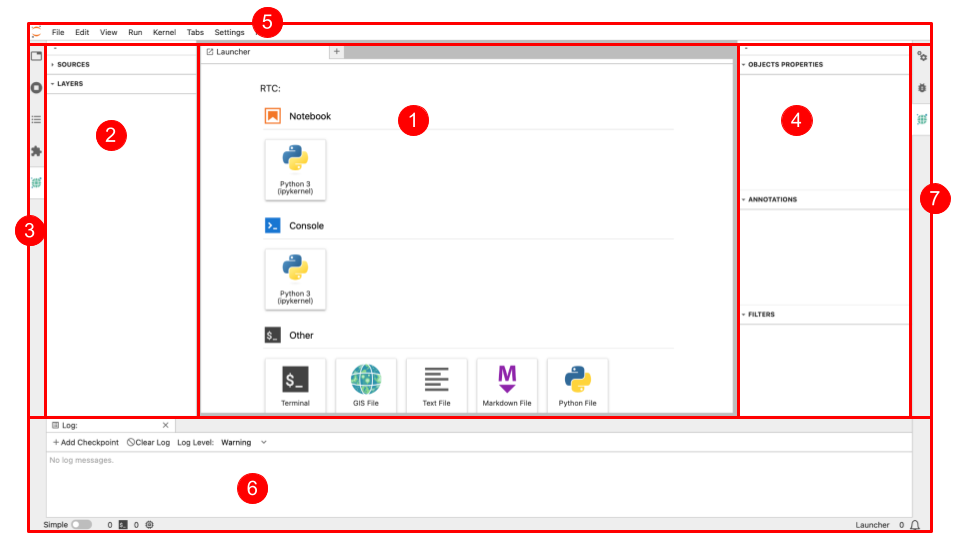 5
File Edit View Run Kernel Tabs Settings
Launcher +
SOURCES
LAYERS
OBJECTS PROPERTIES
RTC:
Notebook
1
2
4
Python 3
(ipykernel)
ANNOTATIONS
7
3
Console
Python 3
(ipykernel)
FILTERS
$_ Other
$_ M
Terminal GIS File Text File Markdown File Python File
Log: ×
+ Add Checkpoint Clear Log Log Level: Warning
No log messages.
6
Simple 0 $_ 0 Launcher 0